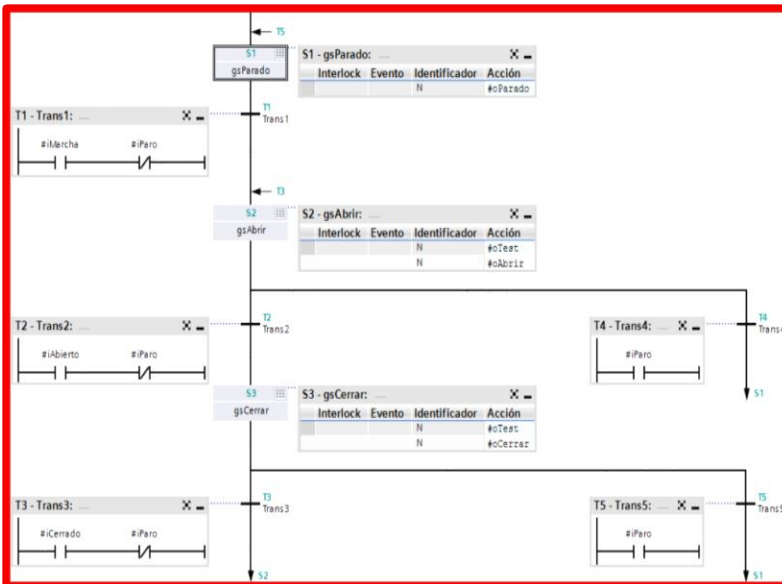 T5
S1
gsParado
S1 - gsParado: ....
Interlock Evento Identificador Acción
N #oParado
T1 - Trans1: ....
T1
Trans1
#iMarcha #iParo
T3
S2
gsAbrir
S2 - gsAbrir: ....
Interlock Evento Identificador Acción
N #oTest
N #oAbrir
T2 - Trans2: ....
T2
Trans2
T4 - Trans4: ....
T4
Trans4
#iAbierto #iParo
#iParo
S1
S3
gsCerrar
S3 - gsCerrar: ....
Interlock Evento Identificador Acción
N #oTest
N #oCerrar
T3 - Trans3: ....
T3
Trans3
T5 - Trans5: ....
T5
Trans5
#iCerrado #iParo
#iParo
S2
S1